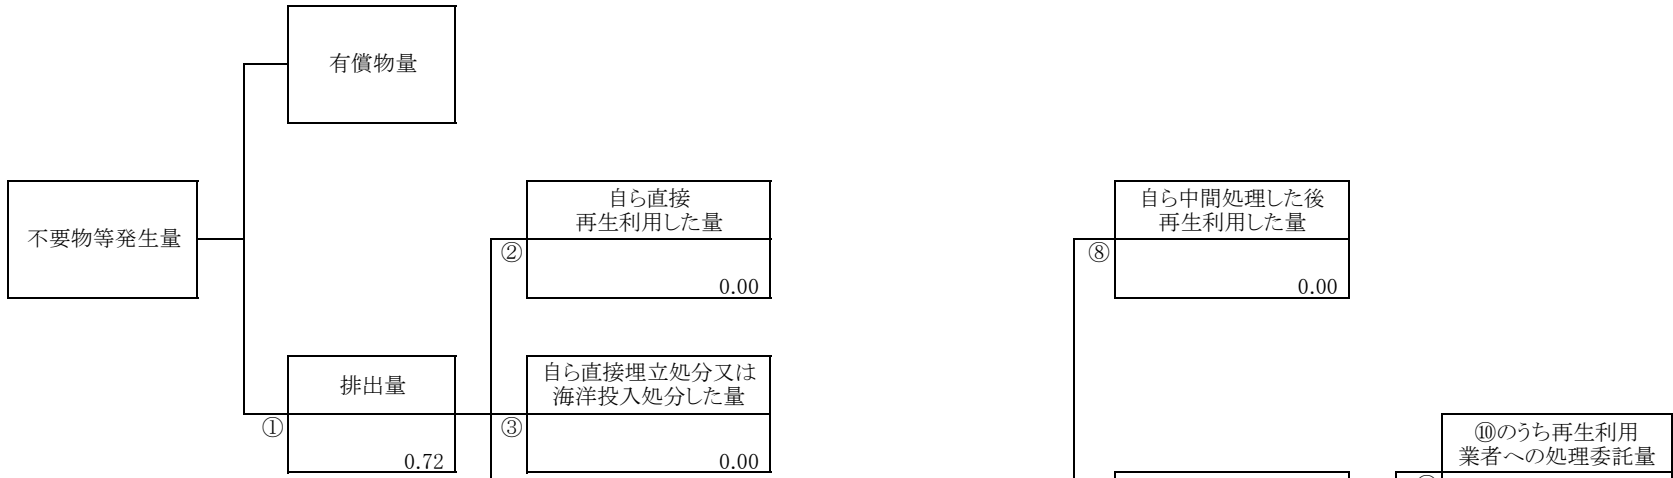 有償物量
不要物等発生量
自ら直接
再生利用した量
②
0.00
自ら中間処理した後
再生利用した量
⑧
0.00
排出量
①
0.72
自ら直接埋立処分又は
海洋投入処分した量
③
0.00
⑩のうち再生利用
業者への処理委託量